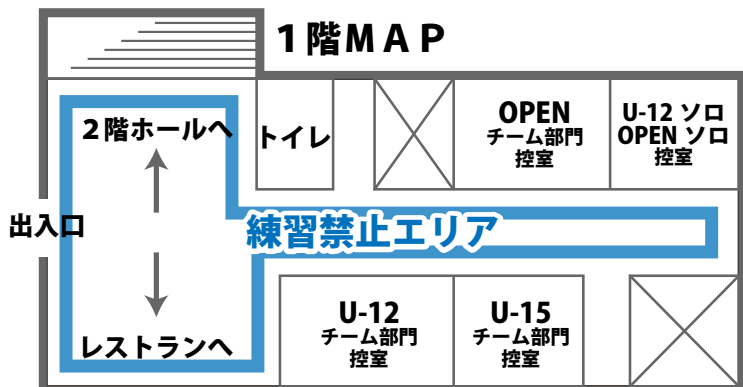 1階MAP
2階ホールへ
トイレ
OPEN
チーム部門
控室
U-12 ソロ
OPEN ソロ
控室
出入口
練習禁止エリア
レストランへ
U-12
チーム部門
控室
U-15
チーム部門
控室